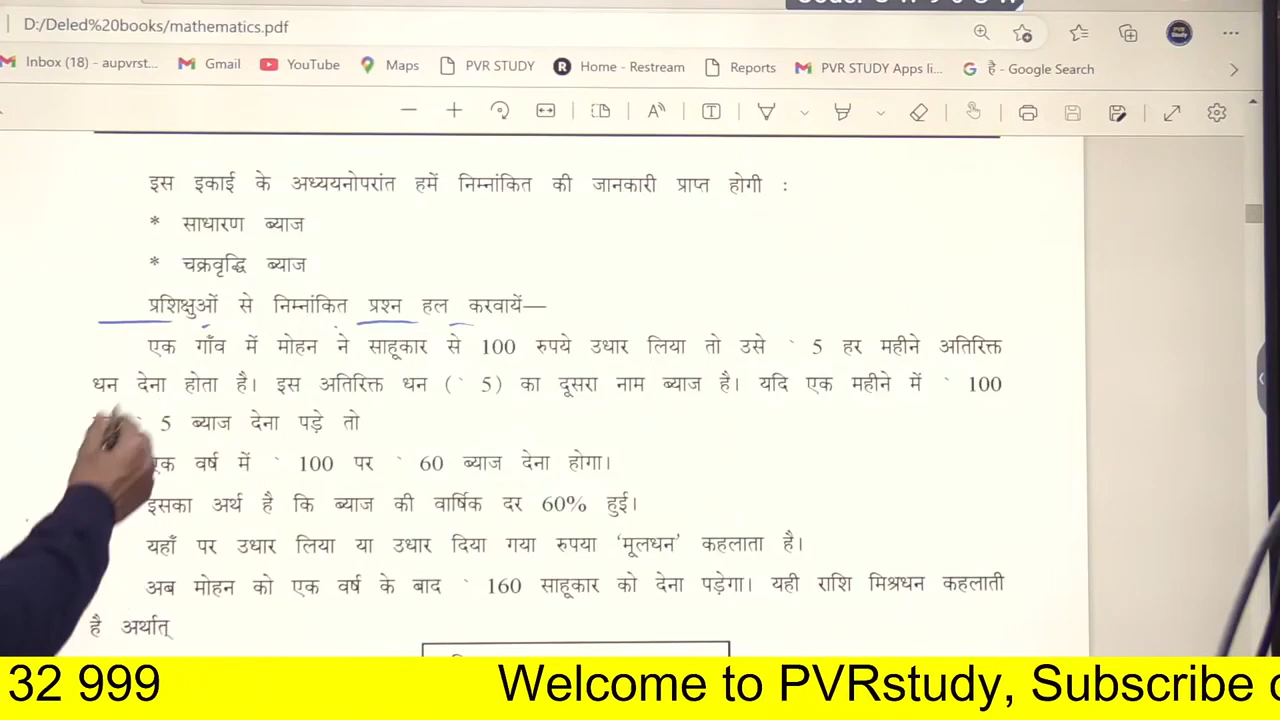 D:/Deled%20books/mathematics.pdf
Inbox (18) - aupvrst...
Gmail
YouTube
Maps
PVR STUDY
Home - Restream
Reports
PVR STUDY Apps li...
है - Google Search
इस इकाई के अध्ययनोपरांत हमें निम्नांकित की जानकारी प्राप्त होगी :
* साधारण ब्याज
* चक्रवृद्धि ब्याज
प्रशिक्षुओं से निम्नांकित प्रश्न हल करवायें—
एक गाँव में मोहन ने साहूकार से 100 रुपये उधार लिया तो उसे ` 5 हर महीने अतिरिक्त
धन देना होता है। इस अतिरिक्त धन (` 5) का दूसरा नाम ब्याज है। यदि एक महीने में ` 100
` 5 ब्याज देना पड़े तो
एक वर्ष में ` 100 पर ` 60 ब्याज देना होगा।
इसका अर्थ है कि ब्याज की वार्षिक दर 60% हुई।
यहाँ पर उधार लिया या उधार दिया गया रुपया ‘मूलधन’ कहलाता है।
अब मोहन को एक वर्ष के बाद ` 160 साहूकार को देना पड़ेगा। यही राशि मिश्रधन कहलाती
है अर्थात्
32 999
Welcome to PVRstudy, Subscribe